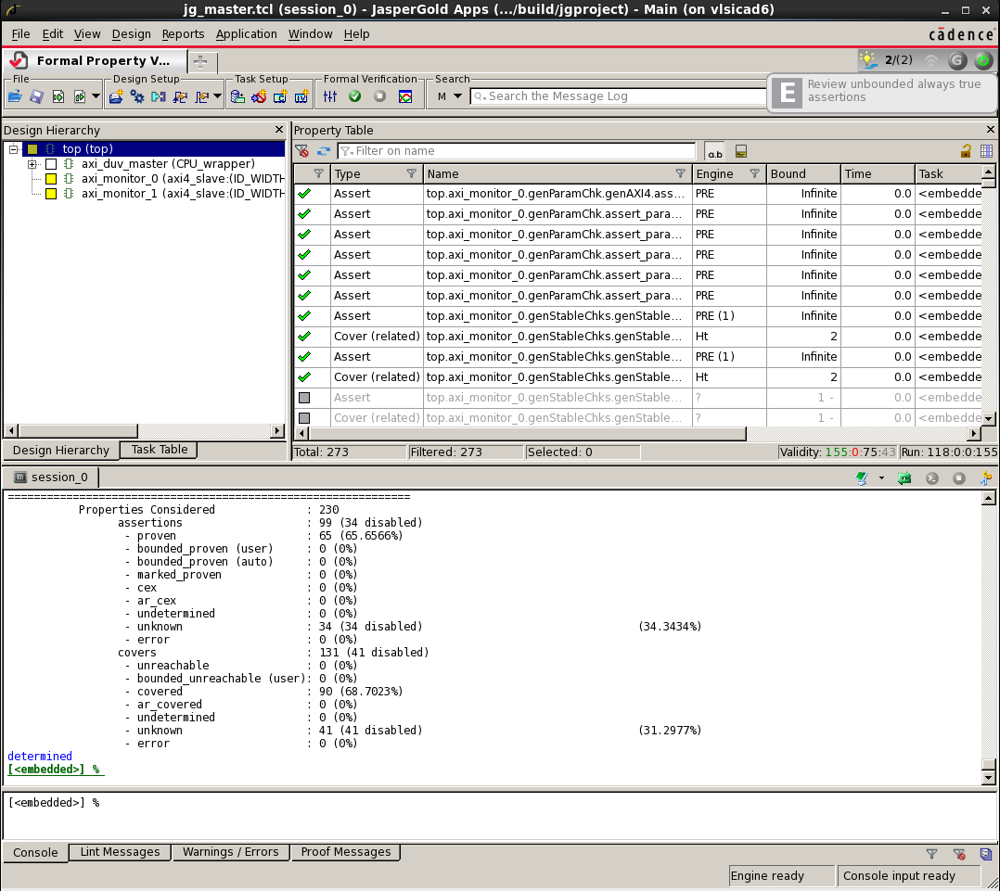 jg_master.tcl (session_0) - JasperGold Apps (.../build/jgproject) - Main (on vlsicad6)
File Edit View Design Reports Application Window Help
cādence
Formal Property V...
2/(2)
G
File
Design Setup
Task Setup
Formal Verification
Search
M
Search the Message Log
E
Review unbounded always true
assertions
Design Hierarchy
top (top)
axi_duv_master (CPU_wrapper)
axi_monitor_0 (axi4_slave:(ID_WIDTH
axi_monitor_1 (axi4_slave:(ID_WIDTH
Design Hierarchy
Task Table
Property Table
Filter on name
a.b
Type Name Engine Bound Time Task
Assert top.axi_monitor_0.genParamChk.genAXI4.ass... PRE Infinite 0.0 <embedde
Assert top.axi_monitor_0.genParamChk.assert_para... PRE Infinite 0.0 <embedde
Assert top.axi_monitor_0.genParamChk.assert_para... PRE Infinite 0.0 <embedde
Assert top.axi_monitor_0.genParamChk.assert_para... PRE Infinite 0.0 <embedde
Assert top.axi_monitor_0.genParamChk.assert_para... PRE Infinite 0.0 <embedde
Assert top.axi_monitor_0.genParamChk.assert_para... PRE Infinite 0.0 <embedde
Assert top.axi_monitor_0.genStableChks.genStable... PRE (1) Infinite 0.0 <embedde
Cover (related) top.axi_monitor_0.genStableChks.genStable... Ht 2 0.0 <embedde
Assert top.axi_monitor_0.genStableChks.genStable... PRE (1) Infinite 0.0 <embedde
Cover (related) top.axi_monitor_0.genStableChks.genStable... Ht 2 0.0 <embedde
Assert top.axi_monitor_0.genStableChks.genStable... ? 1 - 0.0 <embedde
Cover (related) top.axi_monitor_0.genStableChks.genStable... ? 1 - 0.0 <embedde
Total: 273 Filtered: 273 Selected: 0 Validity: 155:0:75:43 Run: 118:0:0:155
session_0
==============================================================
Properties Considered : 230
assertions : 99 (34 disabled)
- proven : 65 (65.6566%)
- bounded_proven (user) : 0 (0%)
- bounded_proven (auto) : 0 (0%)
- marked_proven : 0 (0%)
- cex : 0 (0%)
- ar_cex : 0 (0%)
- undetermined : 0 (0%)
- unknown : 34 (34 disabled) (34.3434%)
- error : 0 (0%)
covers : 131 (41 disabled)
- unreachable : 0 (0%)
- bounded_unreachable (user): 0 (0%)
- covered : 90 (68.7023%)
- ar_covered : 0 (0%)
- undetermined : 0 (0%)
- unknown : 41 (41 disabled) (31.2977%)
- error : 0 (0%)
determined
[<embedded>] %
[<embedded>] %
Console Lint Messages Warnings / Errors Proof Messages
Engine ready Console input ready